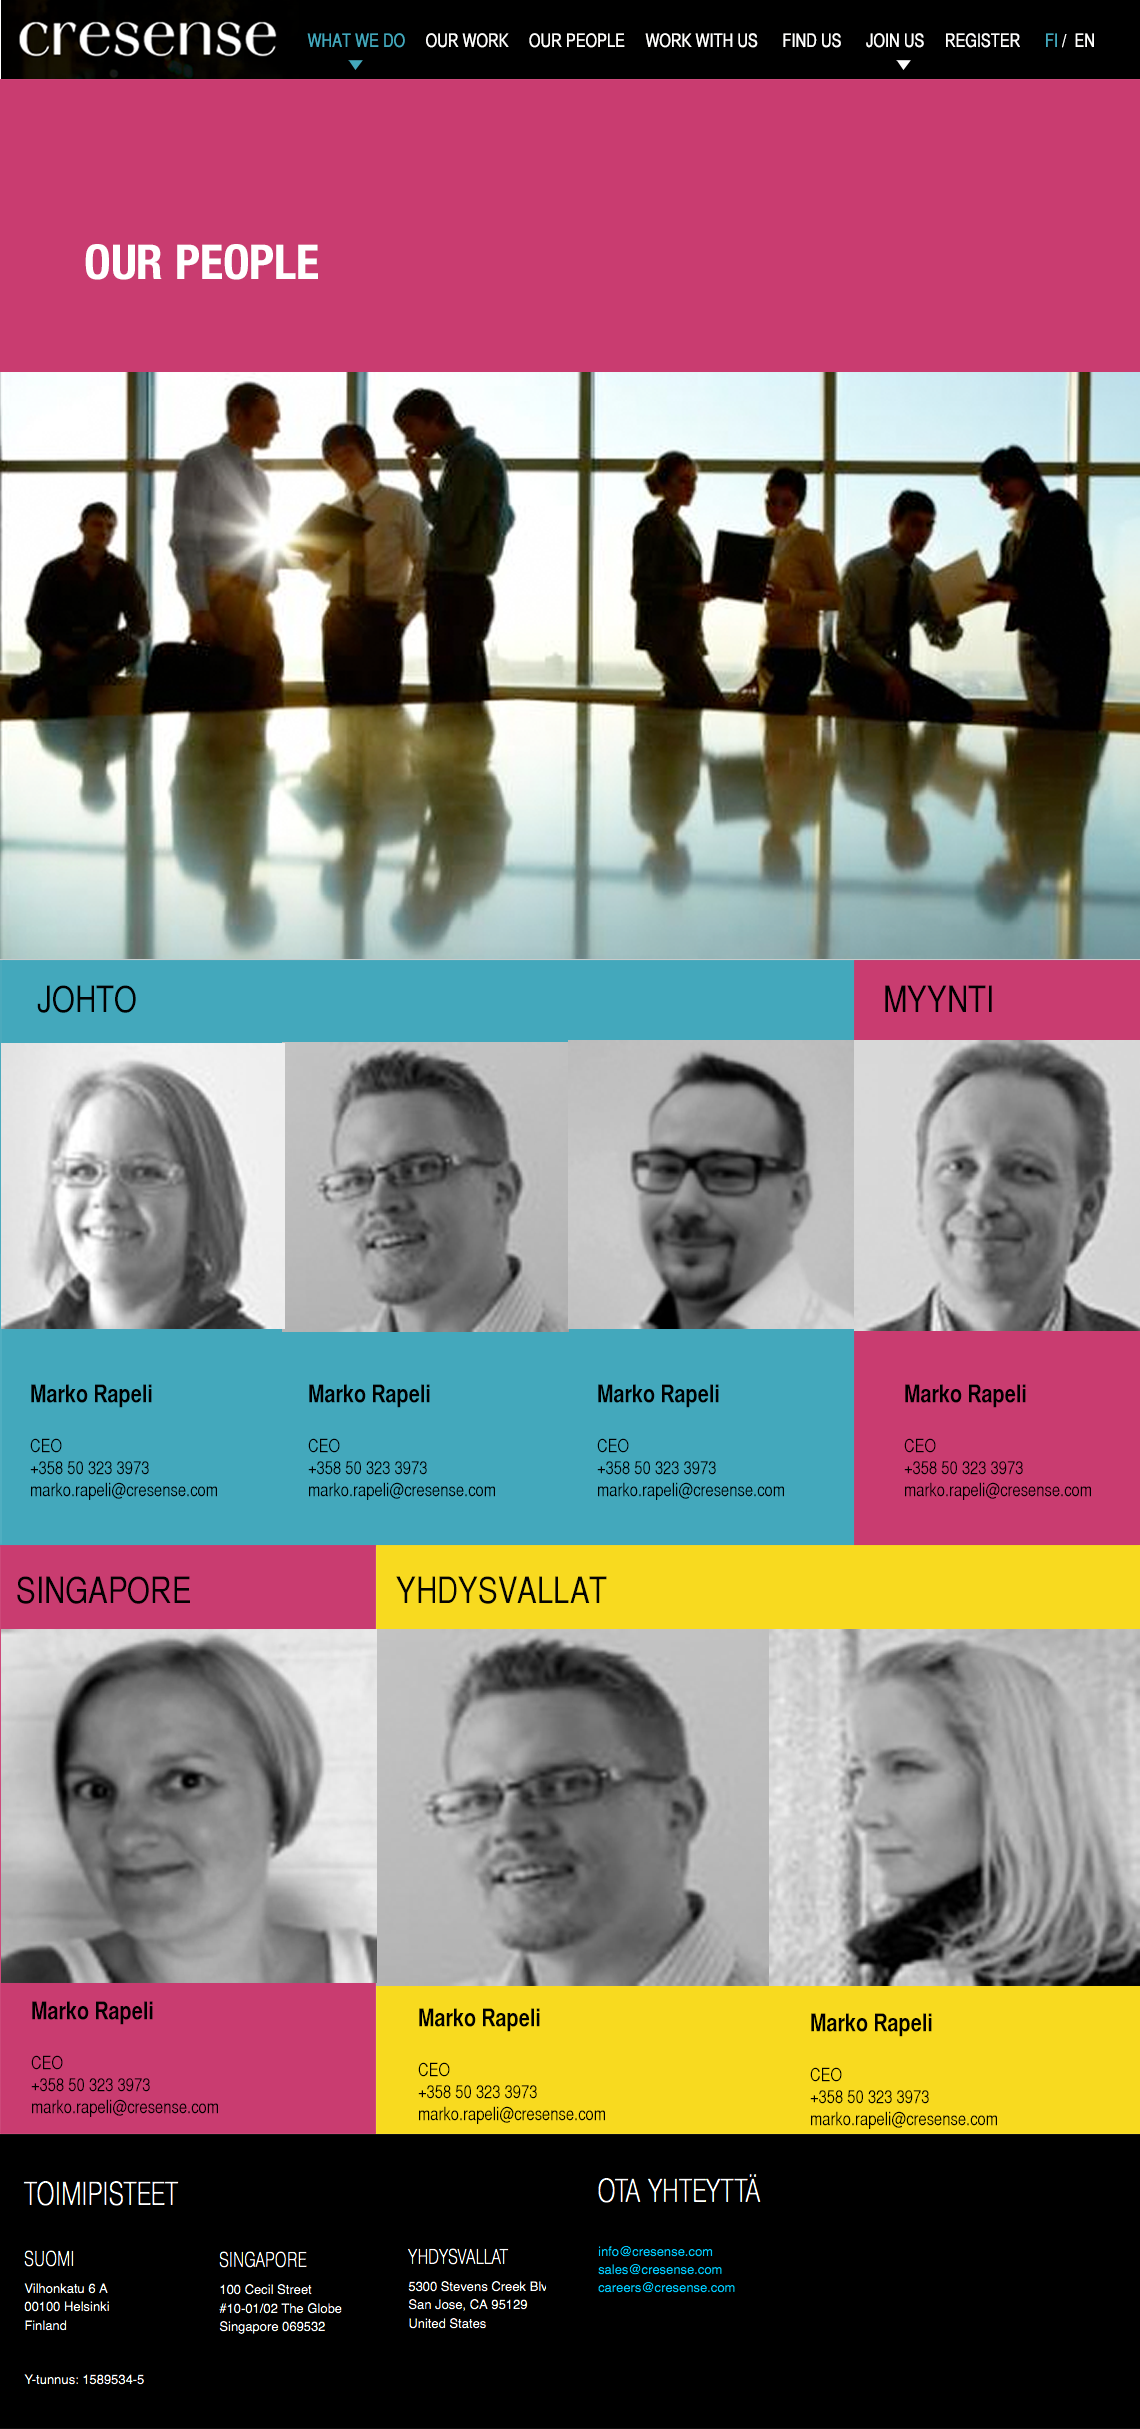 cresense
WHAT WE DO OUR WORK OUR PEOPLE WORK WITH US FIND US JOIN US REGISTER FI / EN
OUR PEOPLE
JOHTO
MYYNTI
Marko Rapeli
CEO
+358 50 323 3973
marko.rapeli@cresense.com
Marko Rapeli
CEO
+358 50 323 3973
marko.rapeli@cresense.com
Marko Rapeli
CEO
+358 50 323 3973
marko.rapeli@cresense.com
Marko Rapeli
CEO
+358 50 323 3973
marko.rapeli@cresense.com
SINGAPORE
YHDYSVALLAT
Marko Rapeli
CEO
+358 50 323 3973
marko.rapeli@cresense.com
Marko Rapeli
CEO
+358 50 323 3973
marko.rapeli@cresense.com
Marko Rapeli
CEO
+358 50 323 3973
marko.rapeli@cresense.com
TOIMIPISTEET
SUOMI
Vilhonkatu 6 A
00100 Helsinki
Finland
Y-tunnus: 1589534-5
SINGAPORE
100 Cecil Street
#10-01/02 The Globe
Singapore 069532
YHDYSVALLAT
5300 Stevens Creek Blv
San Jose, CA 95129
United States
OTA YHTEYTTÄ
info@cresense.com
sales@cresense.com
careers@cresense.com